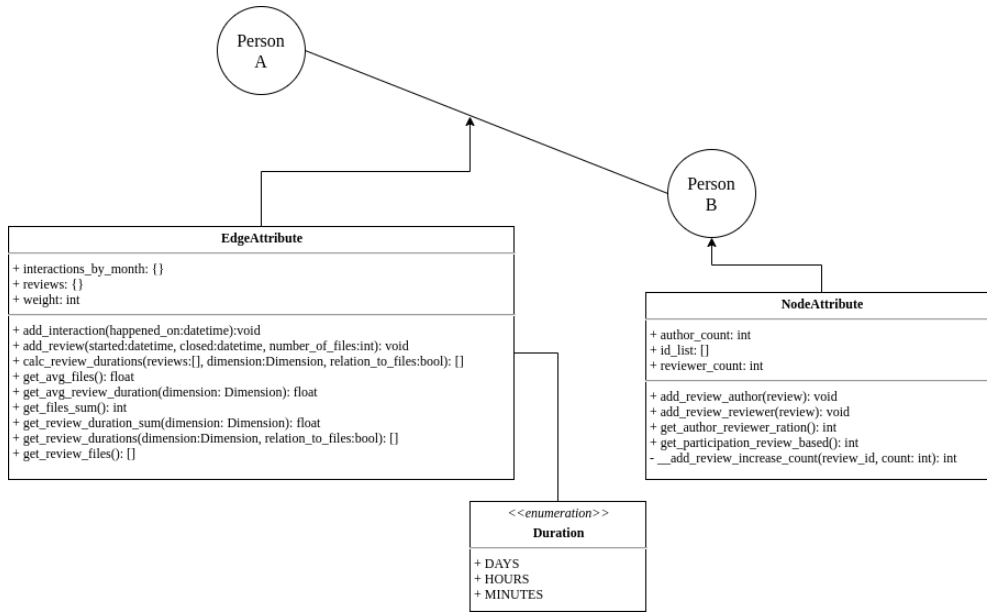 Person
A
Person
B
EdgeAttribute
+ interactions_by_month: {}
+ reviews: {}
+ weight: int
+ add_interaction(happened_on:datetime):void
+ add_review(started:datetime, closed:datetime, number_of_files:int): void
+ calc_review_durations(reviews:[], dimension:Dimension, relation_to_files:bool): []
+ get_avg_files(): float
+ get_avg_review_duration(dimension: Dimension): float
+ get_files_sum(): int
+ get_review_duration_sum(dimension: Dimension): float
+ get_review_durations(dimension:Dimension, relation_to_files:bool): []
+ get_review_files(): []
NodeAttribute
+ author_count: int
+ id_list: []
+ reviewer_count: int
+ add_review_author(review): void
+ add_review_reviewer(review): void
+ get_author_reviewer_ration(): int
+ get_participation_review_based(): int
- __add_review_increase_count(review_id, count: int): int
<<enumeration>>
Duration
+ DAYS
+ HOURS
+ MINUTES